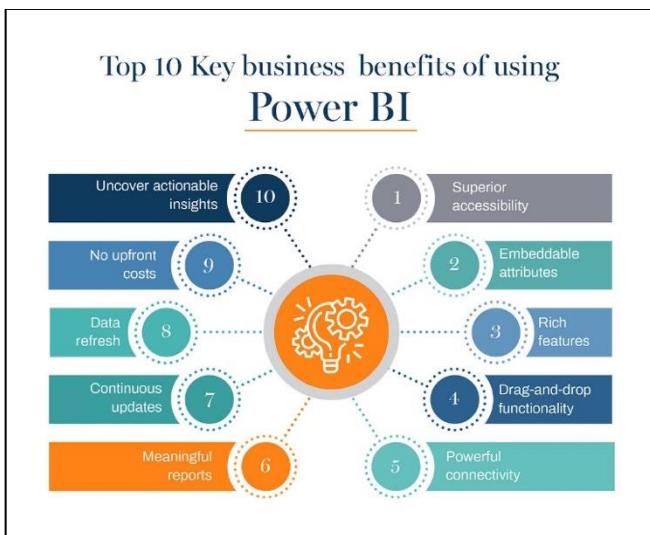 Top 10 Key business benefits of using
Power BI
Uncover actionable
insights
10
1
Superior
accessibility
No upfront
costs
9
2
Embeddable
attributes
Data
refresh
8
3
Rich
features
Continuous
updates
7
4
Drag-and-drop
functionality
Meaningful
reports
6
5
Powerful
connectivity